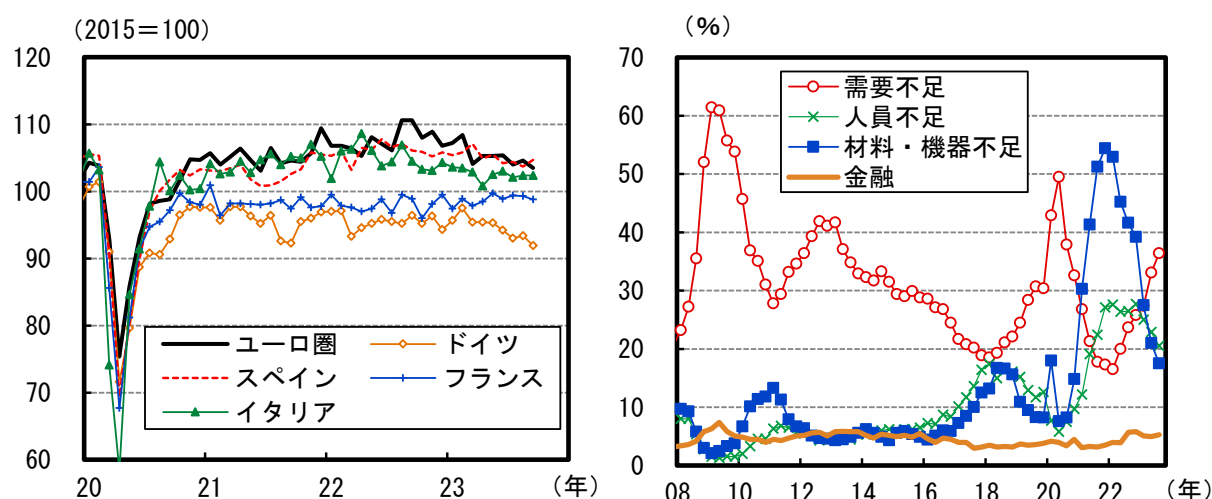 (2015＝100)
120
110
100
90
80
70
60
ユーロ圏
ドイツ
スペイン
フランス
イタリア
20 21 22 23 (年)
(％)
70
60
50
40
30
20
10
0
需要不足
人員不足
材料・機器不足
金融
08 10 12 14 16 18 20 22 (年)